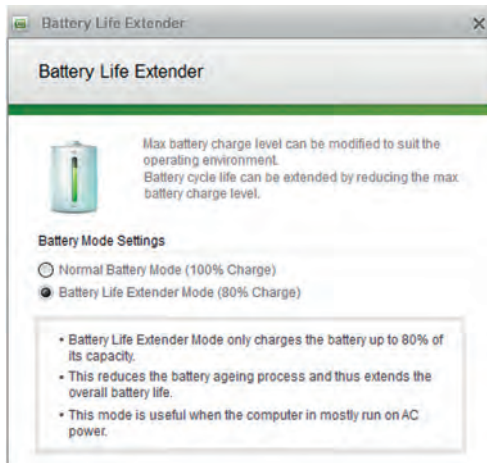 Battery Life Extender
Battery Life Extender
Max battery charge level can be modified to suit the
operating environment.
Battery cycle life can be extended by reducing the max
battery charge level.
Battery Mode Settings
Normal Battery Mode (100% Charge)
Battery Life Extender Mode (80% Charge)
• Battery Life Extender Mode only charges the battery up to 80% of
its capacity.
• This reduces the battery ageing process and thus extends the
overall battery life.
• This mode is useful when the computer in mostly run on AC
power.